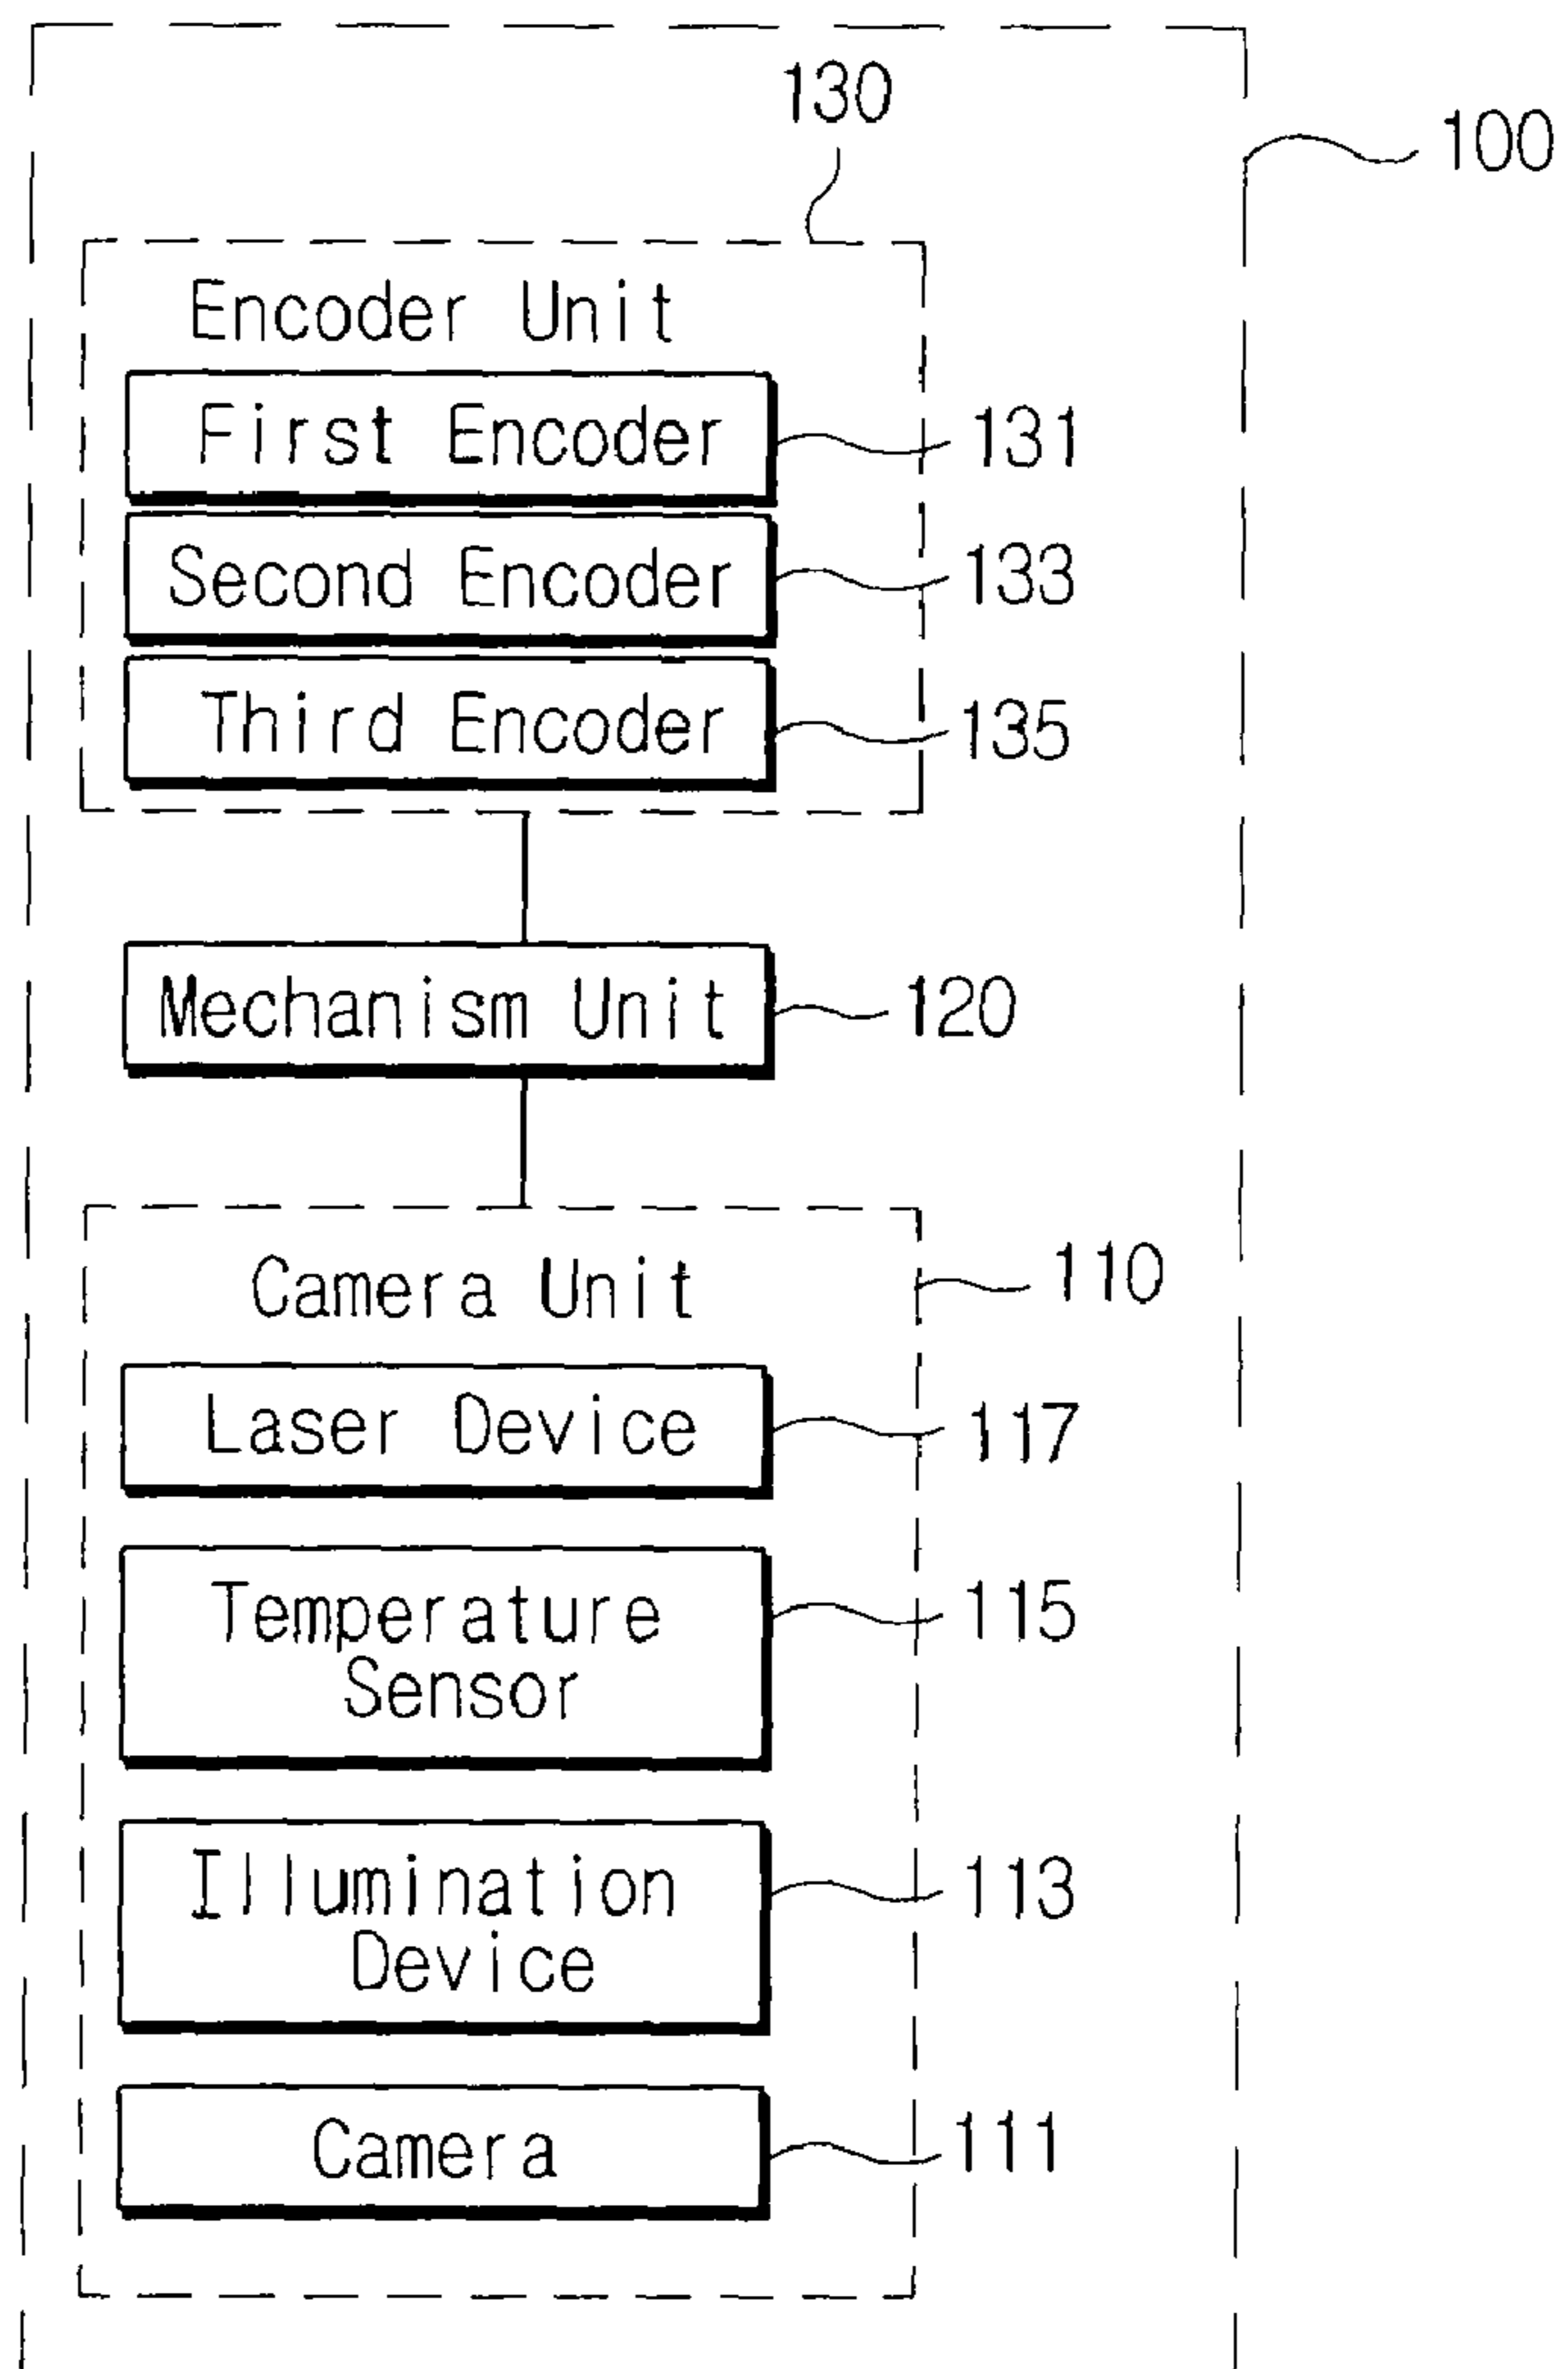 130
100
Encoder Unit
First Encoder
131
Second Encoder
133
Third Encoder
135
Mechanism Unit
120
Camera Unit
110
Laser Device
117
Temperature
Sensor
115
Illumination
Device
113
Camera
111